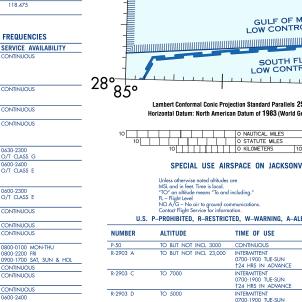 118.475
FREQUENCIES
SERVICE AVAILABILITY
CONTINUOUS
CONTINUOUS
CONTINUOUS
CONTINUOUS
0630-2300
O/T CLASS G
0600-2400
O/T CLASS E
0600-2300
O/T CLASS E
CONTINUOUS
CONTINUOUS
CONTINUOUS
0800-0100 MON-THU
0800-2200 FRI
0900-1700 SAT, SUN & HOL
CONTINUOUS
CONTINUOUS
CONTINUOUS
0600-2400
GULF OF M
LOW CONTR
SOUTH FL
LOW CONTRO
28°
85°
Lambert Conformal Conic Projection Standard Parallels 25
Horizontal Datum: North American Datum of 1983 (World Ge
10 0 NAUTICAL MILES
10 0 STATUTE MILES
10 0 KILOMETERS 10
SPECIAL USE AIRSPACE ON JACKSONV
Unless otherwise noted altitudes are
MSL and in feet. Time is local.
"TO" an altitude means "To and including."
FL – Flight Level
NO A/G – No air to ground communications.
Contact Flight Service for information.
U.S. P–PROHIBITED, R–RESTRICTED, W–WARNING, A–ALE
NUMBER ALTITUDE TIME OF USE
P-50 TO BUT NOT INCL 3000 CONTINUOUS
R-2903 A TO BUT NOT INCL 23,000 INTERMITTENT
0700-1900 TUE-SUN
†24 HRS IN ADVANCE
R-2903 C TO 7000 INTERMITTENT
0700-1900 TUE-SUN
†24 HRS IN ADVANCE
R-2903 D TO 5000 INTERMITTENT
0700-1900 TUE-SUN